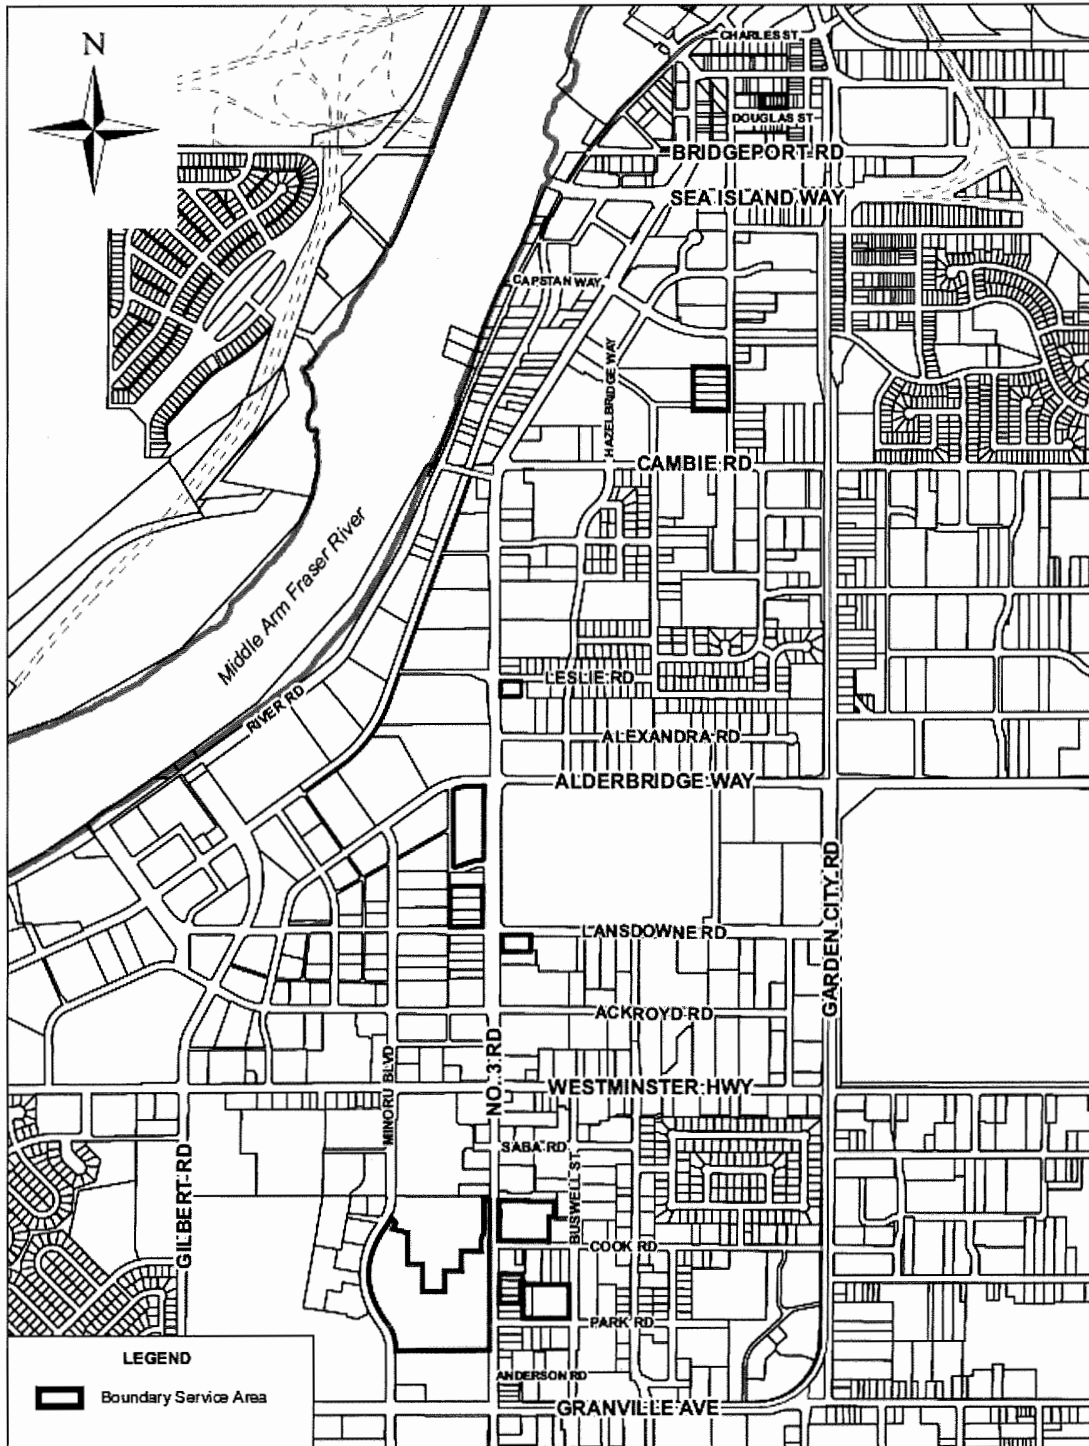 N
CHARLES ST
DOUGLAS ST
BRIDGEPORT RD
SEA ISLAND WAY
CAPSTAN WAY
HAZELBRIDGE WAY
CAMBIE RD
Middle Arm Fraser River
LESLIE RD
RIVER RD
ALEXANDRA RD
ALDERBRIDGE WAY
GARDEN CITY RD
LANSDOWNE RD
ACKROYD RD
NO. 3 RD
MINORU BLVD
WESTMINSTER HWY
SABA RD
GILBERT RD
BUSWELL ST
COOK RD
PARK RD
LEGEND
ANDERSON RD
Boundary Service Area
GRANVILLE AVE